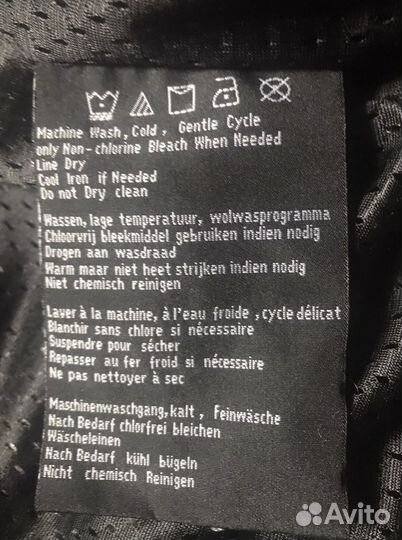 Machine Wash, Cold, Gentle Cycle
only Non-chlorine Bleach When Needed
Line Dry
Cool Iron if Needed
Do not Dry clean
Wassen, lage temperatuur, wolwasprogramma
Chloorvrij bleekmiddel gebruiken indien nodig
Drogen aan wasdraad
Warm maar niet heet strijken indien nodig
Niet chemisch reinigen
Laver à la machine, à l'eau froide, cycle délicat
Blanchir sans chlore si nécessaire
Suspendre pour sécher
Repasser au fer froid si nécessaire
Ne pas nettoyer à sec
Maschinenwaschgang, kalt, Feinwäsche
Nach Bedarf chlorfrei bleichen
Wäscheleinen
Nach Bedarf kühl bügeln
Nicht chemisch Reinigen
Avito